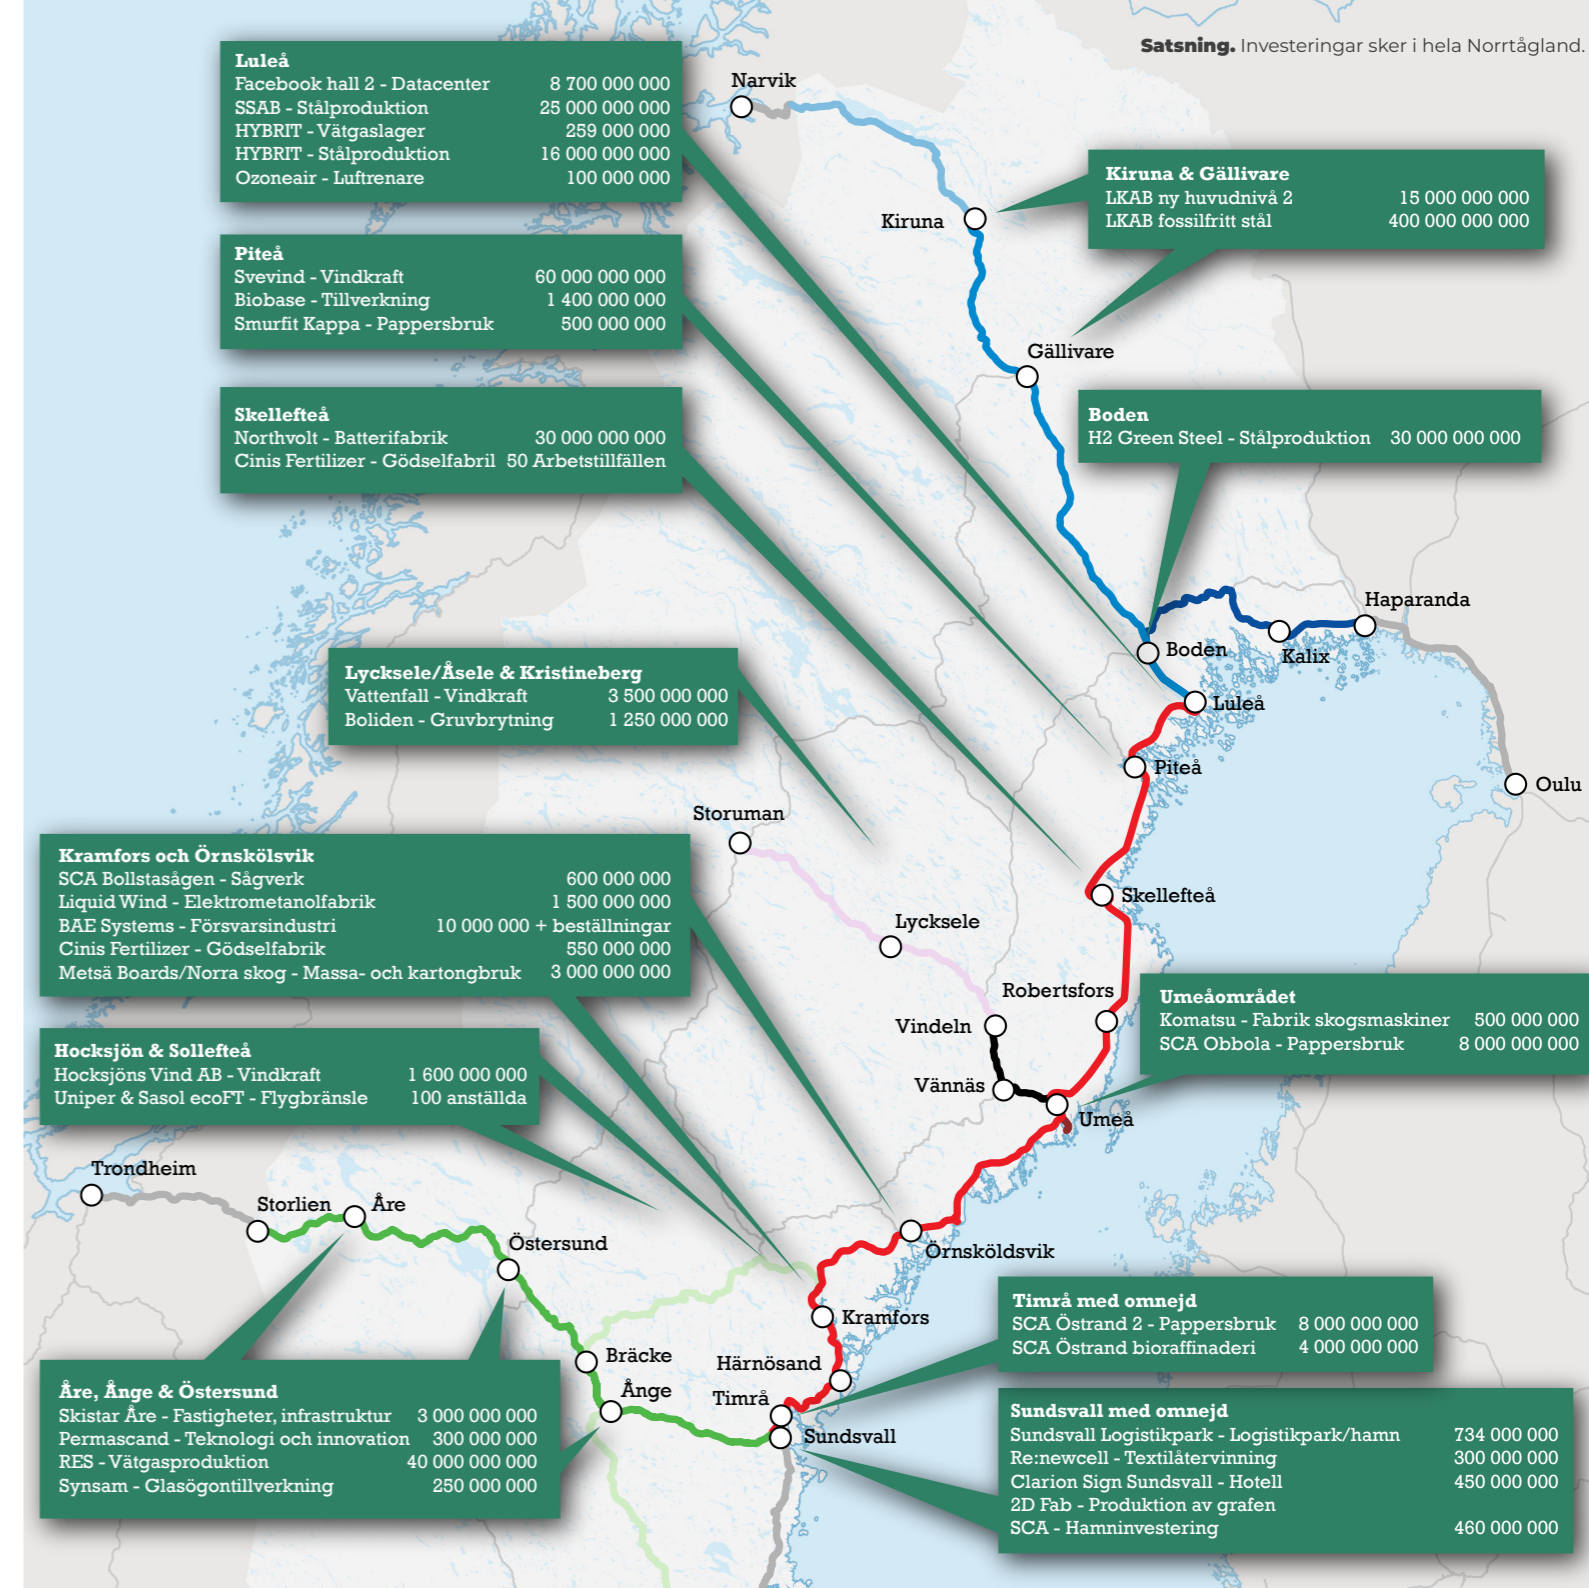 Satsning. Investeringar sker i hela Norrtågland.
Luleå
Facebook hall 2 - Datacenter 8 700 000 000
SSAB - Stålproduktion 25 000 000 000
HYBRIT - Vätgaslager 259 000 000
HYBRIT - Stålproduktion 16 000 000 000
Ozoneair - Luftrenare 100 000 000
Narvik
Kiruna & Gällivare
LKAB ny huvudnivå 2 15 000 000 000
LKAB fossilfritt stål 400 000 000 000
Kiruna
Piteå
Svevind - Vindkraft 60 000 000 000
Biobase - Tillverkning 1 400 000 000
Smurfit Kappa - Pappersbruk 500 000 000
Gällivare
Skellefteå
Northvolt - Batterifabrik 30 000 000 000
Cinis Fertilizer - Gödselfabril 50 Arbetstillfällen
Boden
H2 Green Steel - Stålproduktion 30 000 000 000
Haparanda
Boden
Kalix
Luleå
Lycksele/Åsele & Kristineberg
Vattenfall - Vindkraft 3 500 000 000
Boliden - Gruvbrytning 1 250 000 000
Piteå
Oulu
Storuman
Kramfors och Örnskölsvik
SCA Bollstasågen - Sågverk 600 000 000
Liquid Wind - Elektrometanolfabrik 1 500 000 000
BAE Systems - Försvarsindustri 10 000 000 + beställningar
Cinis Fertilizer - Gödselfabrik 550 000 000
Metsä Boards/Norra skog - Massa- och kartongbruk 3 000 000 000
Skellefteå
Lycksele
Robertsfors
Vindeln
Umeåområdet
Komatsu - Fabrik skogsmaskiner 500 000 000
SCA Obbola - Pappersbruk 8 000 000 000
Hocksjön & Sollefteå
Hocksjöns Vind AB - Vindkraft 1 600 000 000
Uniper & Sasol ecoFT - Flygbränsle 100 anställda
Vännäs
Umeå
Trondheim
Storlien
Åre
Östersund
Örnsköldsvik
Timrå med omnejd
SCA Östrand 2 - Pappersbruk 8 000 000 000
SCA Östrand bioraffinaderi 4 000 000 000
Kramfors
Bräcke
Härnösand
Ånge
Timrå
Sundsvall
Åre, Ånge & Östersund
Skistar Åre - Fastigheter, infrastruktur 3 000 000 000
Permascand - Teknologi och innovation 300 000 000
RES - Vätgasproduktion 40 000 000 000
Synsam - Glasögontillverkning 250 000 000
Sundsvall med omnejd
Sundsvall Logistikpark - Logistikpark/hamn 734 000 000
Re:newcell - Textilåtervinning 300 000 000
Clarion Sign Sundsvall - Hotell 450 000 000
2D Fab - Produktion av grafen
SCA - Hamninvestering 460 000 000